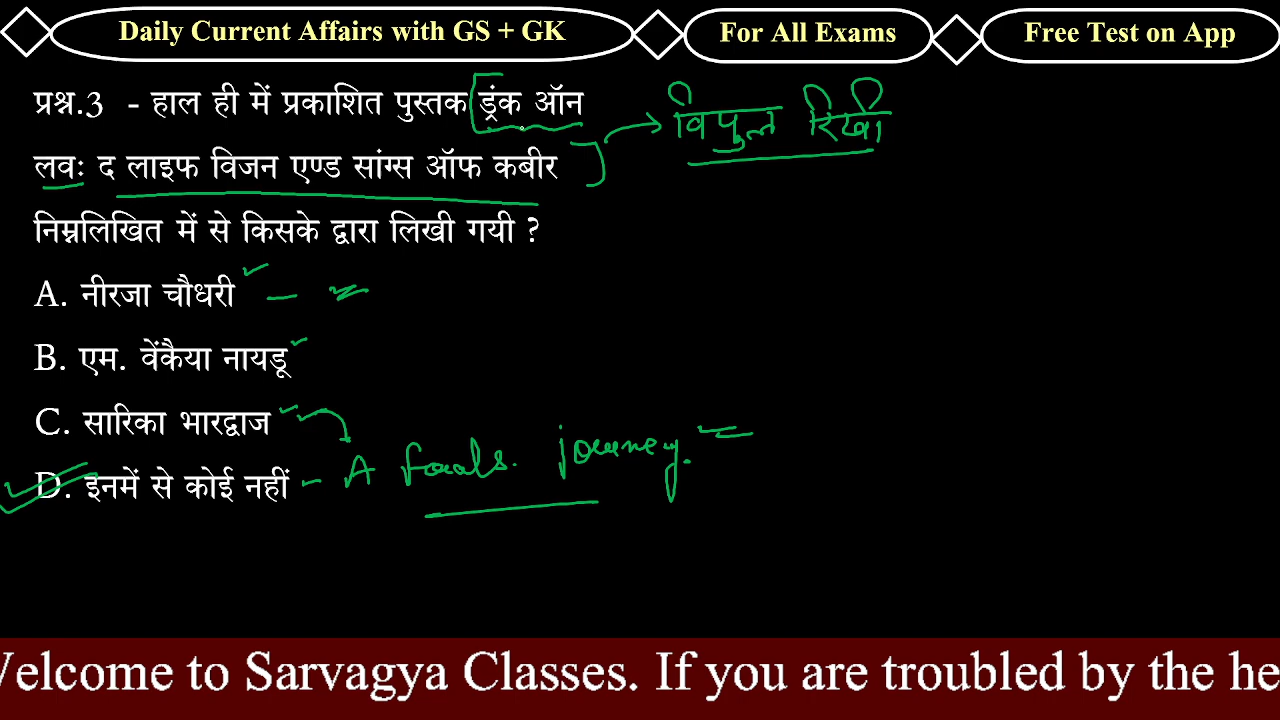 Daily Current Affairs with GS + GK
For All Exams
Free Test on App
प्रश्न.3 - हाल ही में प्रकाशित पुस्तक ड्रंक ऑन
लवः द लाइफ विजन एण्ड सांग्स ऑफ कबीर
विपुल रिखी
निम्नलिखित में से किसके द्वारा लिखी गयी ?
A. नीरजा चौधरी
B. एम. वेंकैया नायडू
C. सारिका भारद्वाज
D. इनमें से कोई नहीं
A fouls. journey.
Welcome to Sarvagya Classes. If you are troubled by the he